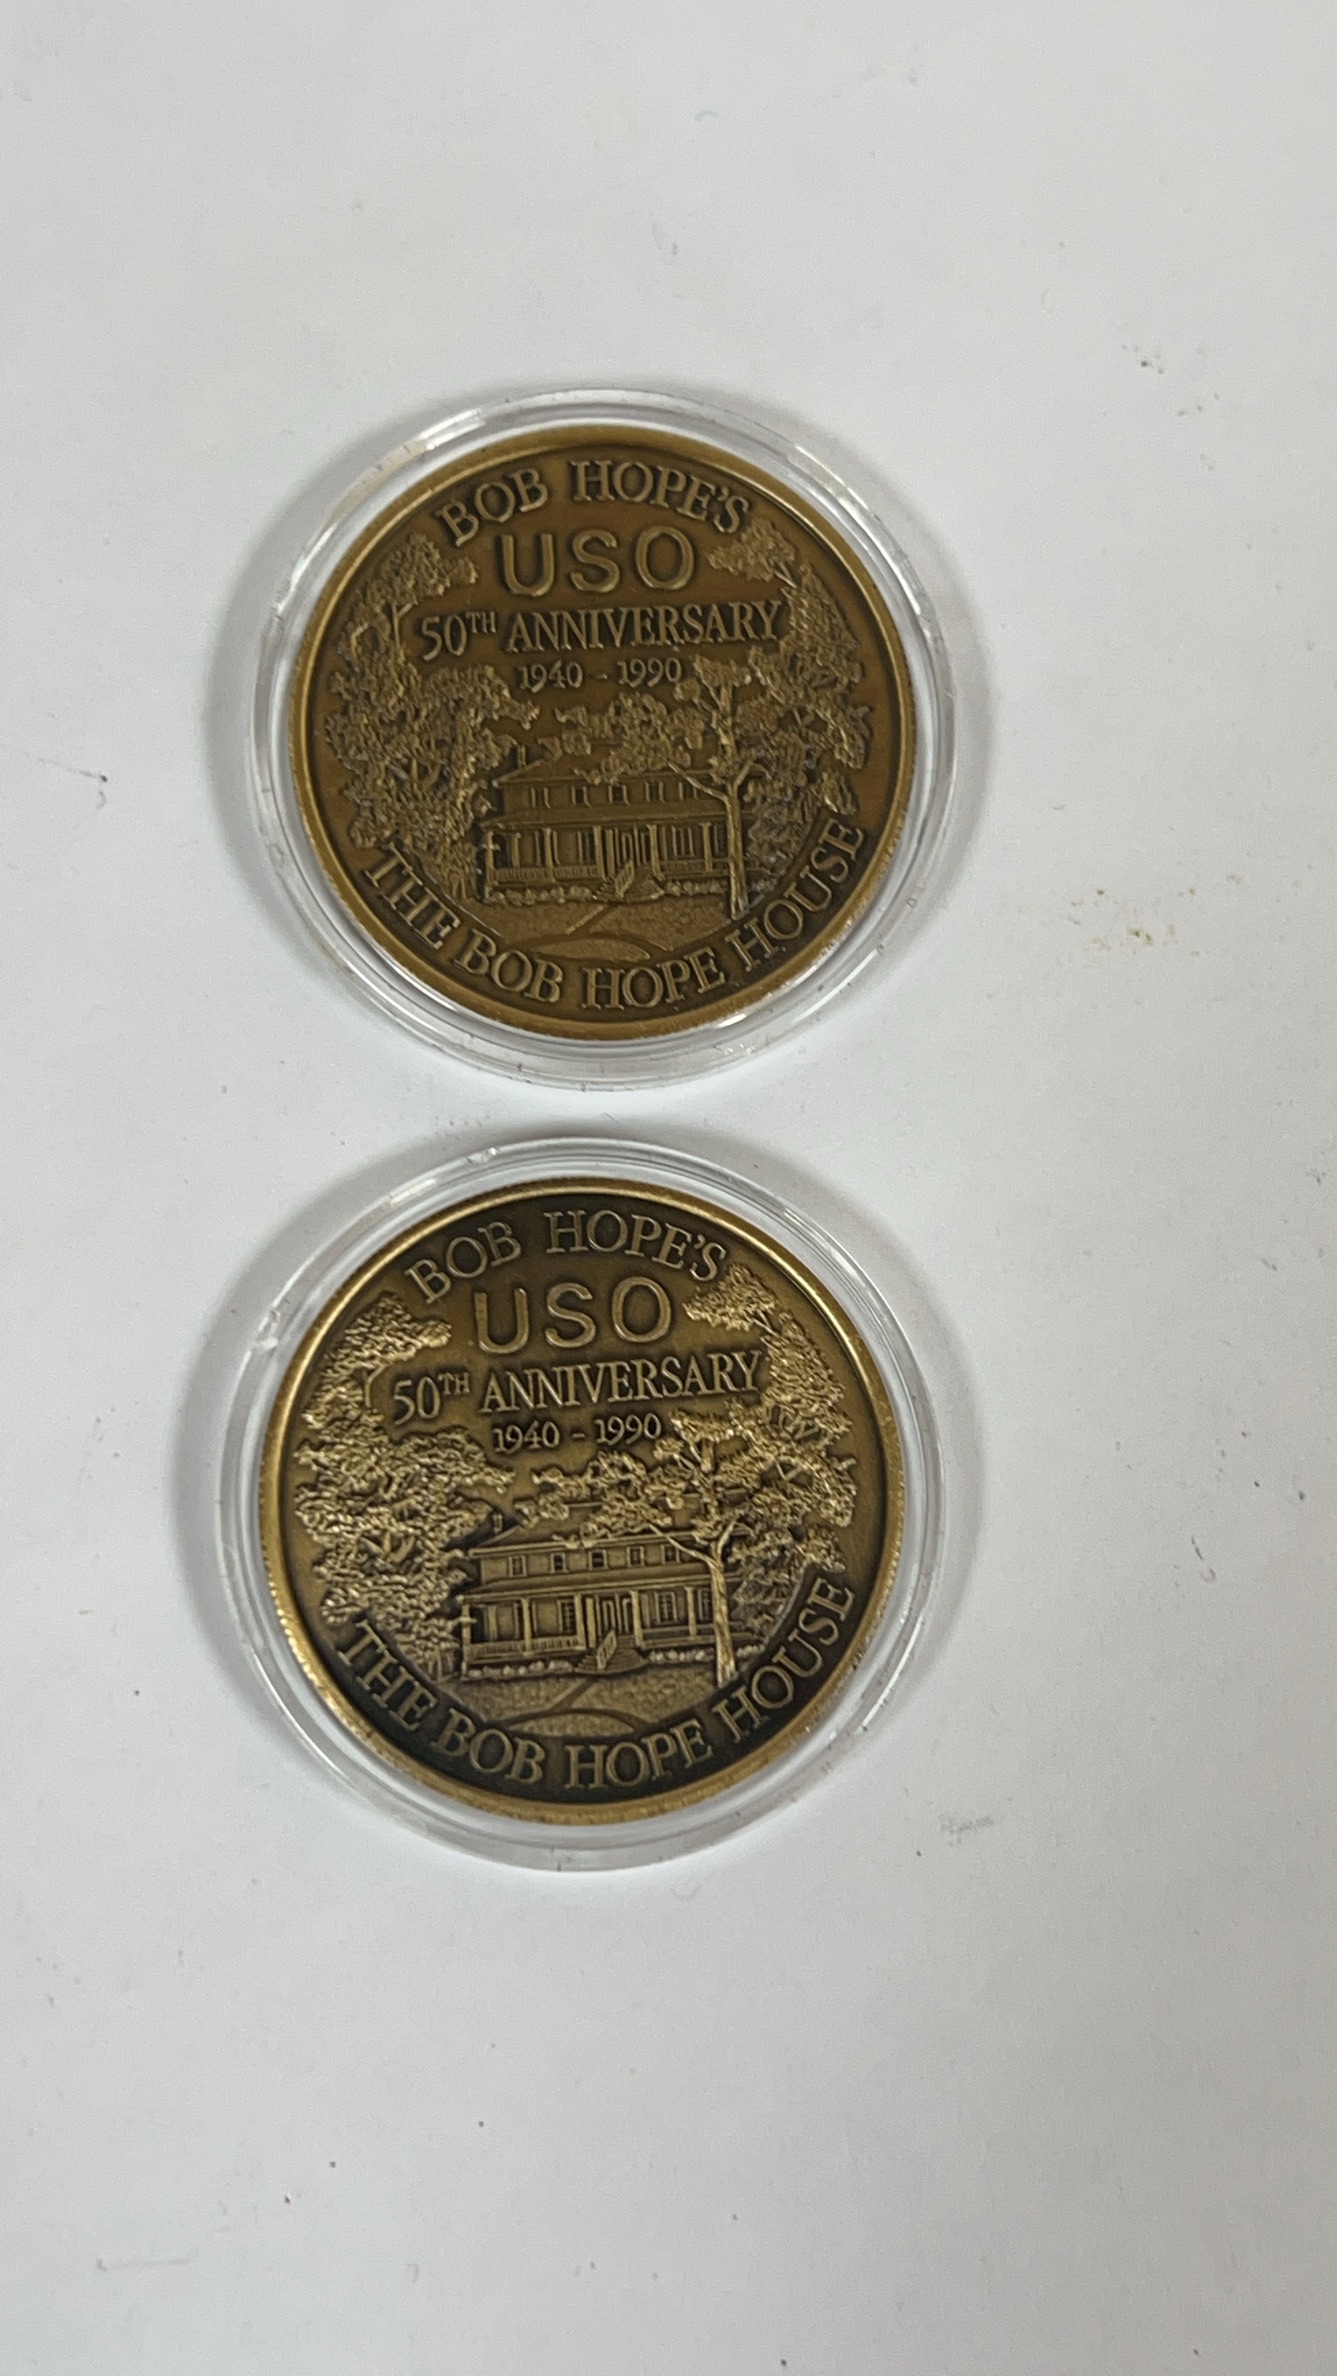 BOB HOPE'S
USO
50TH ANNIVERSARY
1940 - 1990
THE BOB HOPE HOUSE
BOB HOPE'S
USO
50TH ANNIVERSARY
1940 - 1990
THE BOB HOPE HOUSE